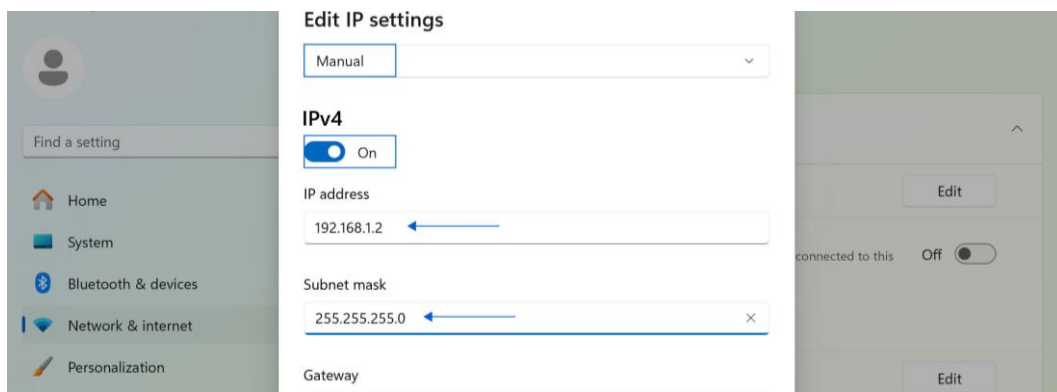 Edit IP settings
Manual
IPv4
On
IP address
192.168.1.2
Subnet mask
255.255.255.0
Gateway
Find a setting
Home
System
Bluetooth & devices
Network & internet
Personalization
Edit
connected to this Off
Edit